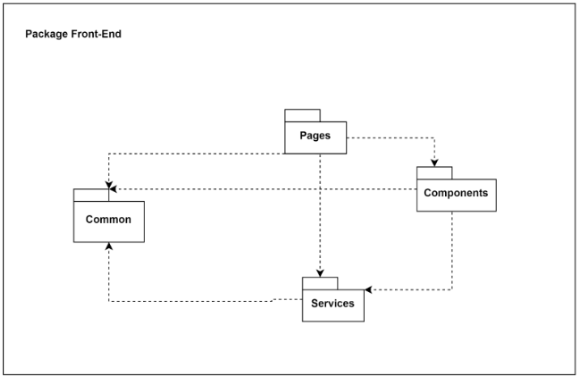 Package Front-End
Pages
Components
Common
Services